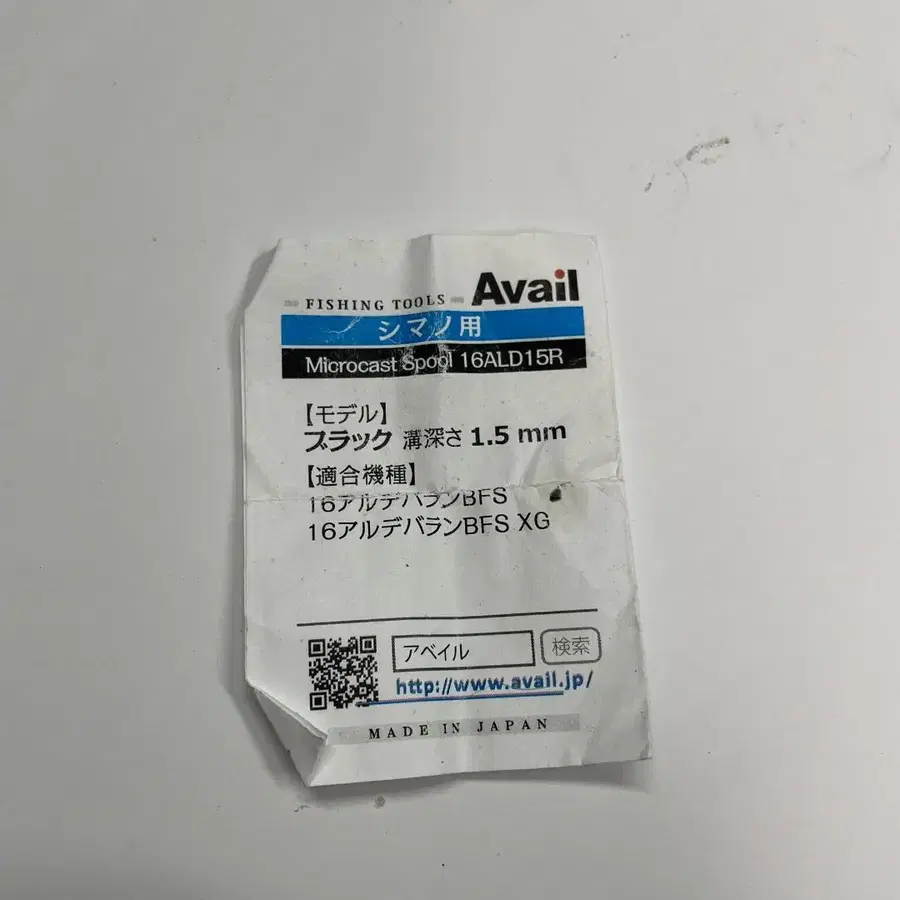 FISHING TOOLS Avail
シマノ用
Microcast Spool 16ALD15R
【モデル】
ブラック 溝深さ 1.5 mm
【適合機種】
16アルデバランBFS
16アルデバランBFS XG
アベイル 検索
http://www.avail.jp/
MADE IN JAPAN